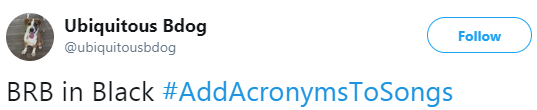 Ubiquitous Bdog
@ubiquitousbdog
Follow
BRB in Black #AddAcronymsToSongs